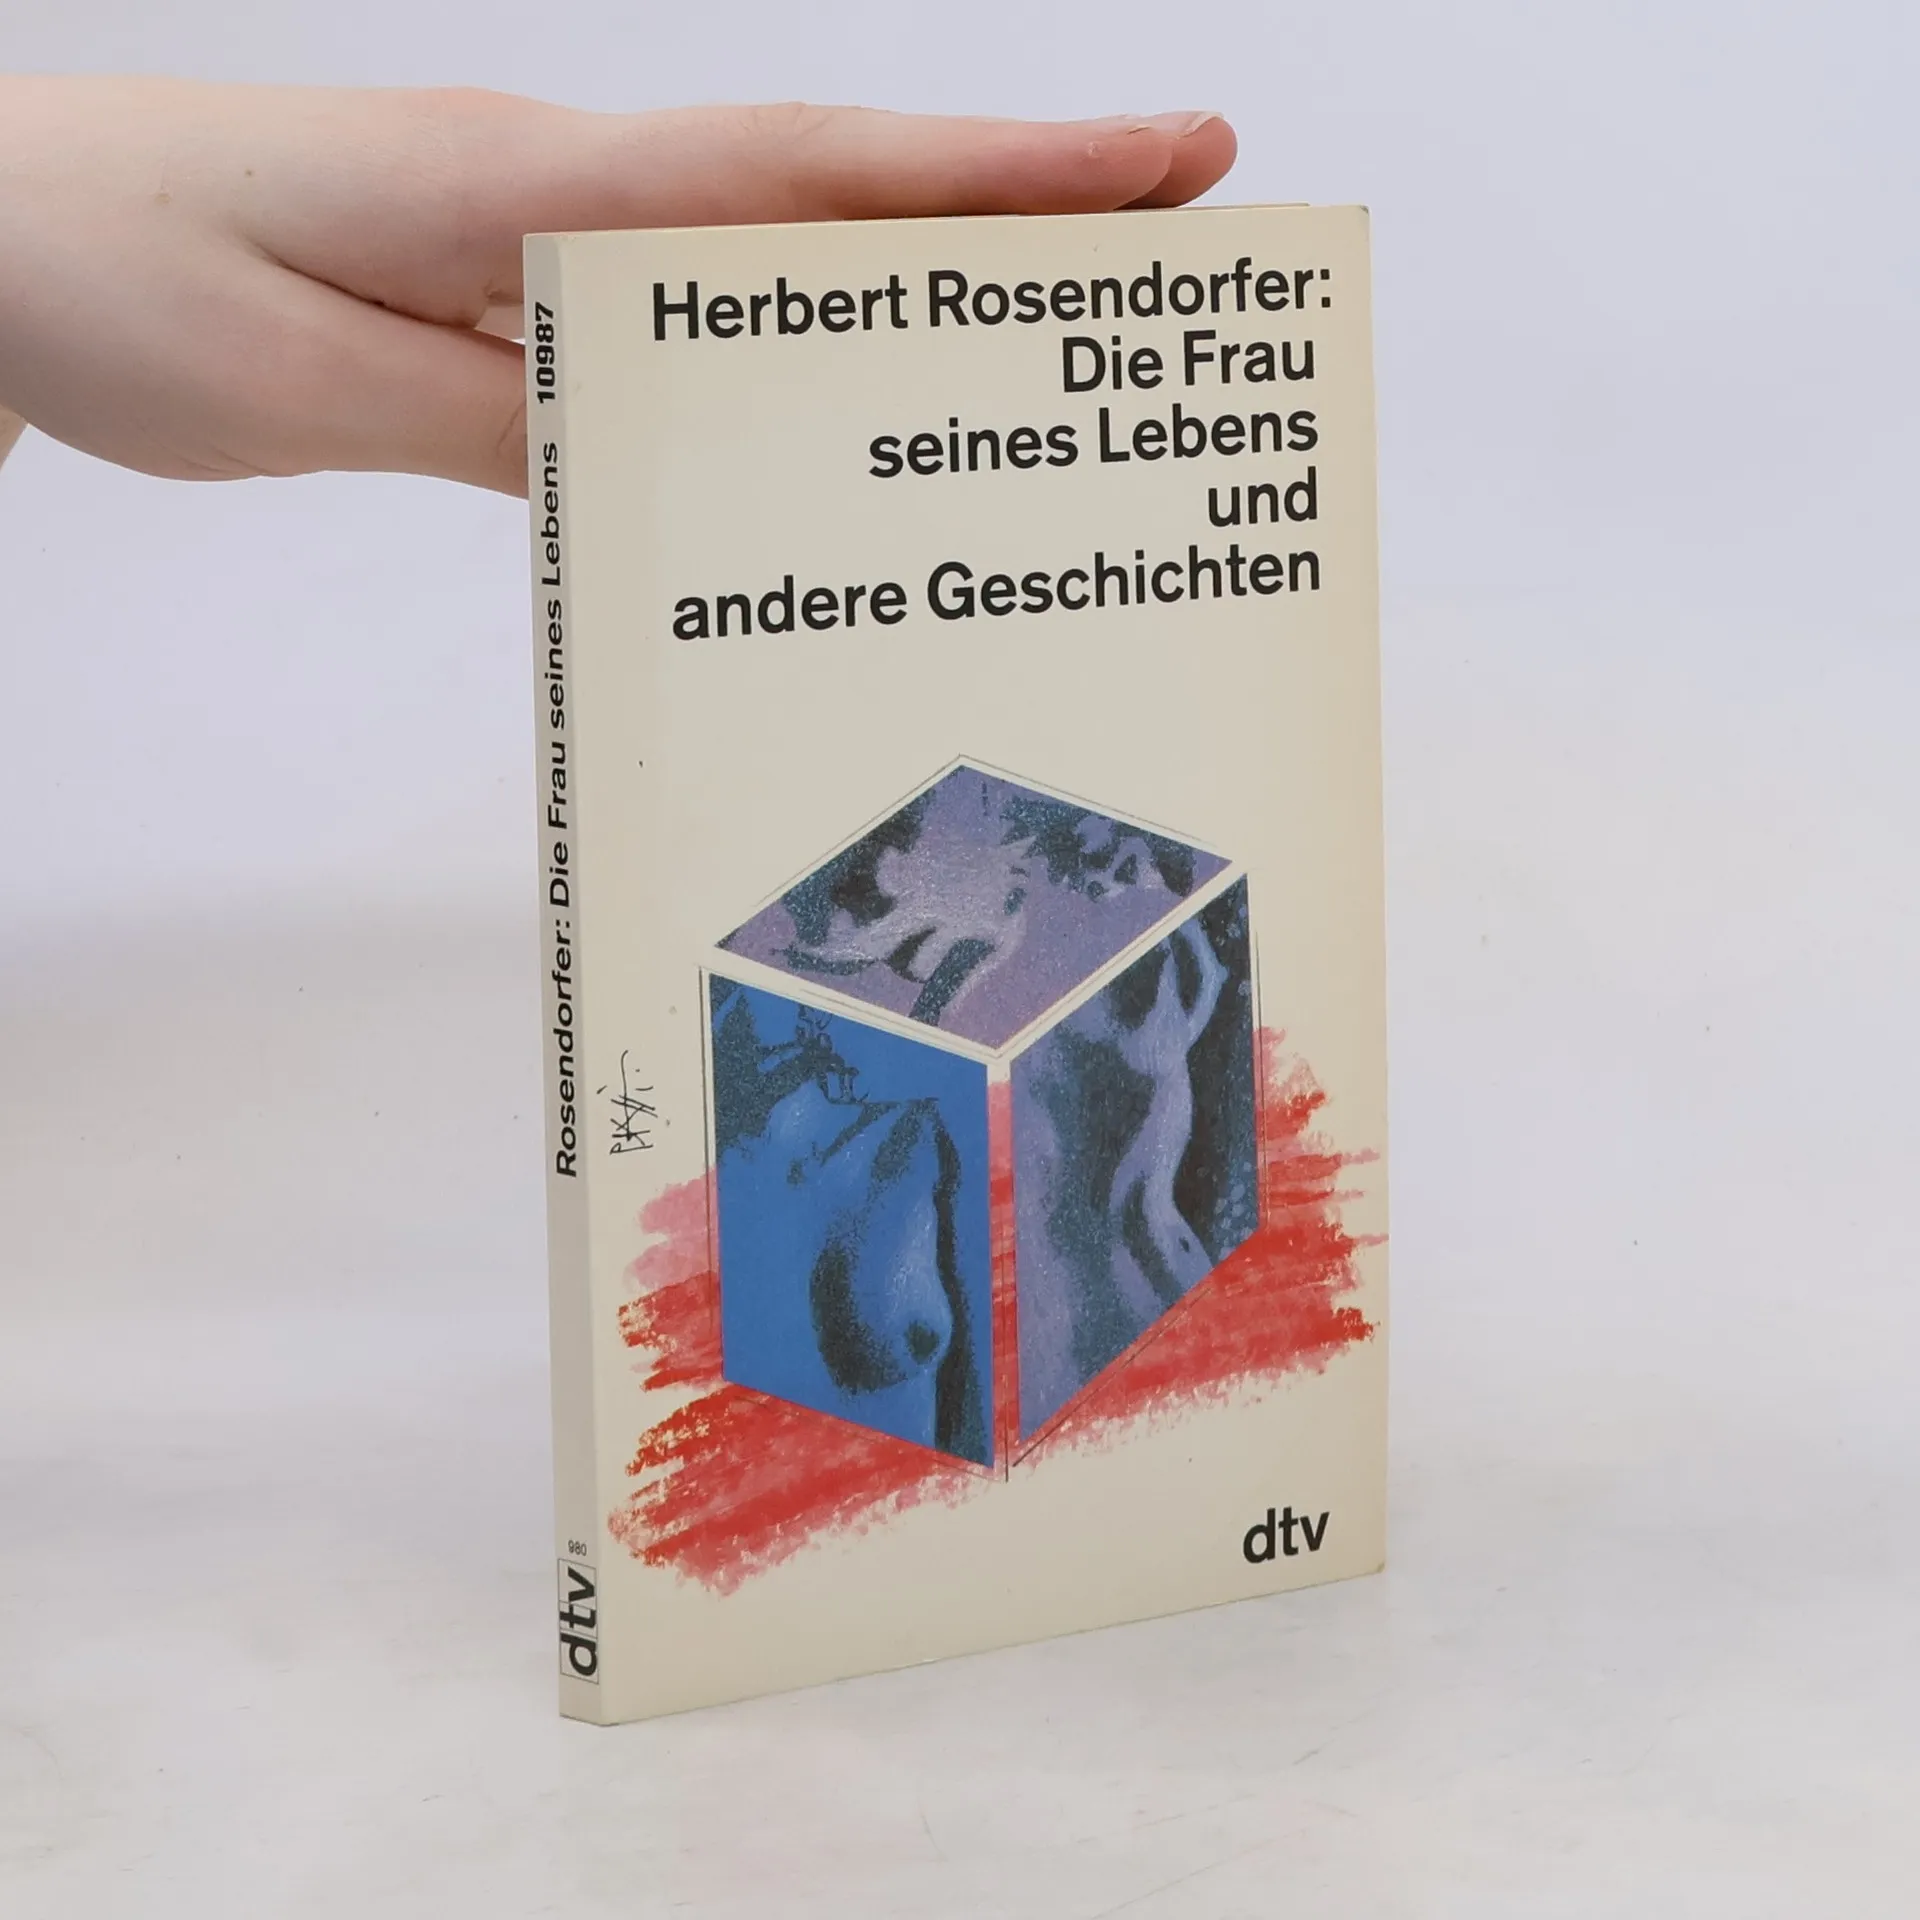 Herbert Rosendorfer:
Die Frau
seines Lebens
und
andere Geschichten
dtv
Rosendorfer: Die Frau seines Lebens 10987
980
dtv